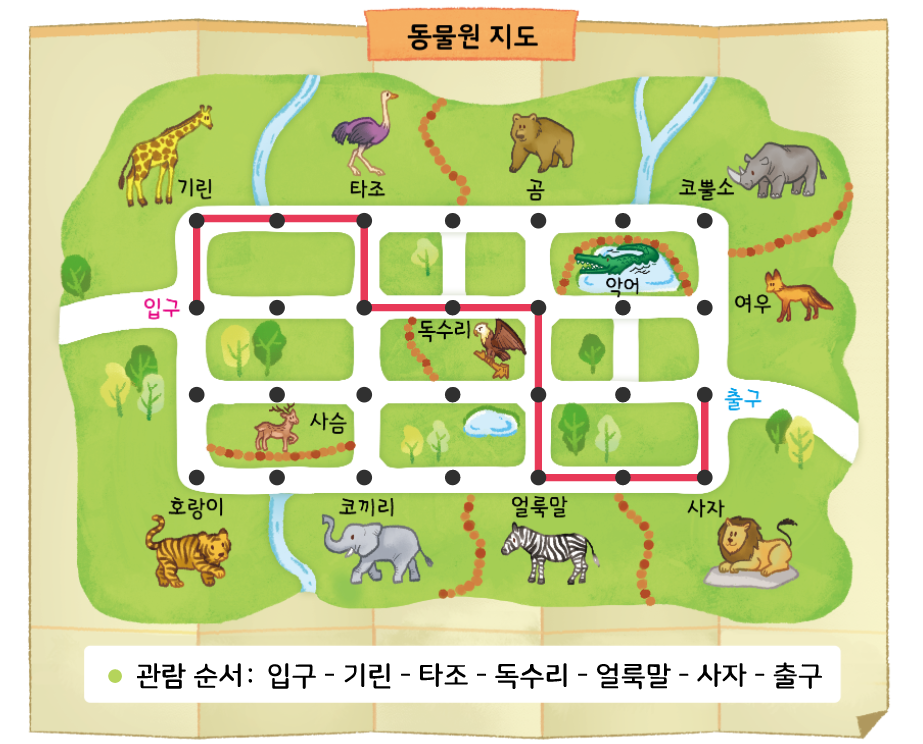 동물원 지도
기린
타조
곰
코뿔소
악어
여우
입구
독수리
출구
사슴
호랑이
코끼리
얼룩말
사자
관람 순서: 입구 - 기린 - 타조 - 독수리 - 얼룩말 - 사자 - 출구